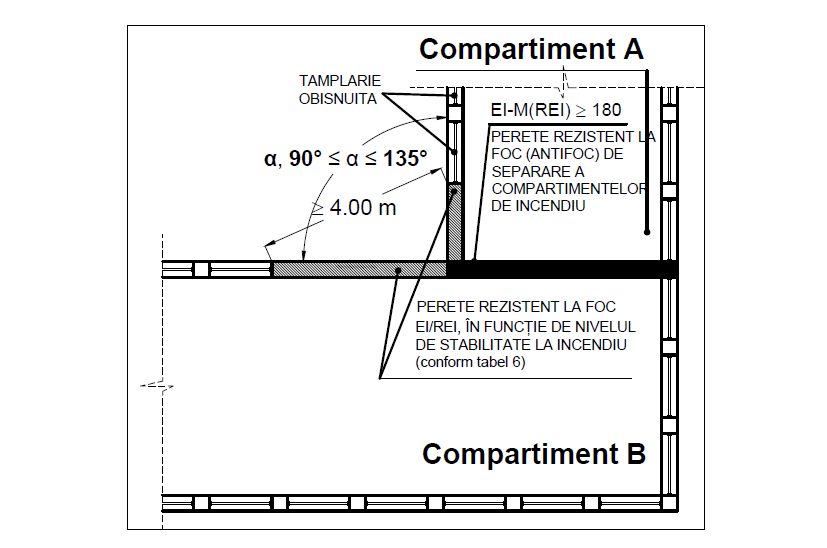 Compartiment A
TAMPLARIE
OBISNUITA
EI-M(REI) ≥ 180
PERETE REZISTENT LA
FOC (ANTIFOC) DE
SEPARARE A
COMPARTIMENTELOR
DE INCENDIU
α, 90° ≤ α ≤ 135°
≥ 4.00 m
PERETE REZISTENT LA FOC
EI/REI, ÎN FUNCȚIE DE NIVELUL
DE STABILITATE LA INCENDIU
(conform tabel 6)
Compartiment B